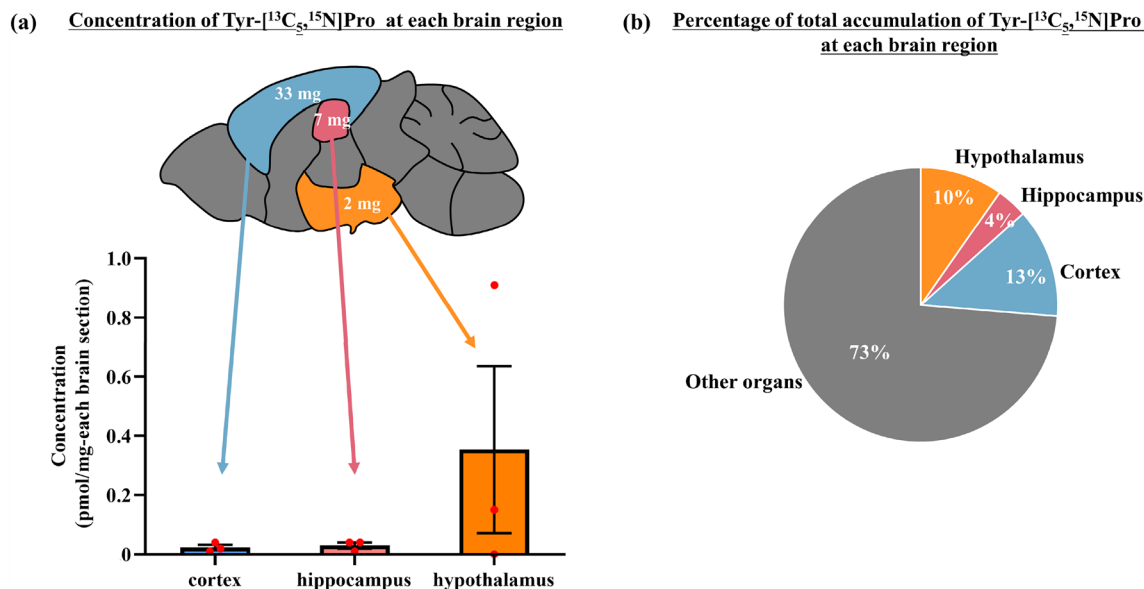 (a) Concentration of Tyr-[¹³C₅,¹⁵N]Pro at each brain region
33 mg
7 mg
2 mg
Concentration
(pmol/mg-each brain section)
1.0
0.8
0.6
0.4
0.2
0
cortex hippocampus hypothalamus
(b) Percentage of total accumulation of Tyr-[¹³C₅,¹⁵N]Pro
at each brain region
Hypothalamus
10%
Hippocampus
4%
Cortex
13%
73%
Other organs